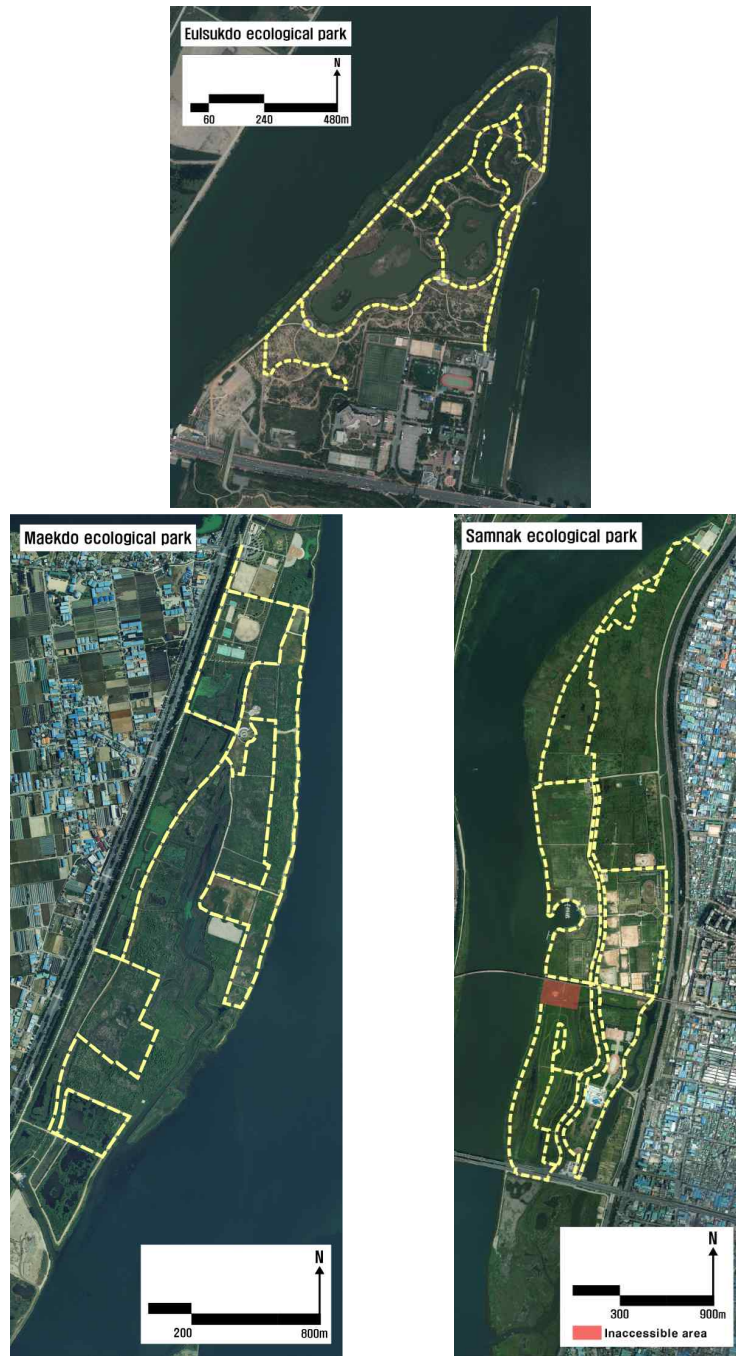 Eulsukdo ecological park
N
60 240 480m
Maekdo ecological park
N
200 800m
Samnak ecological park
N
300 900m
Inaccessible area